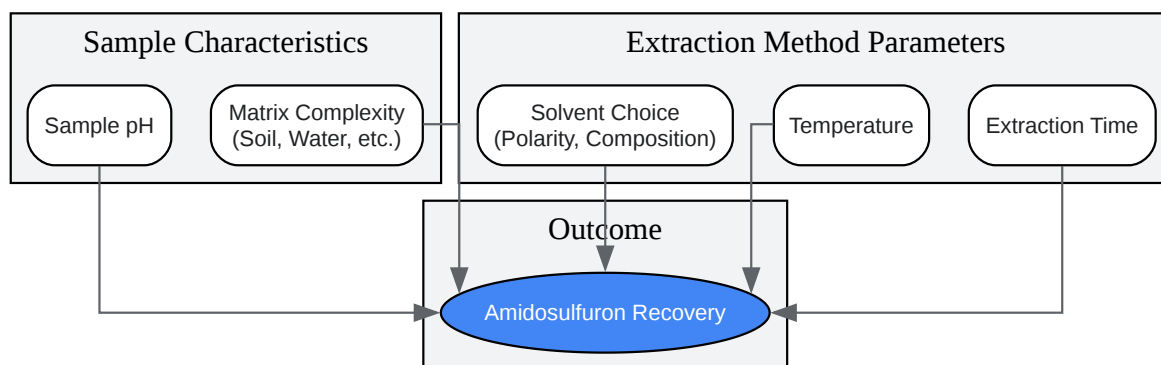 Sample Characteristics
Extraction Method Parameters
Sample pH
Matrix Complexity
(Soil, Water, etc.)
Solvent Choice
(Polarity, Composition)
Temperature
Extraction Time
Outcome
Amidosulfuron Recovery